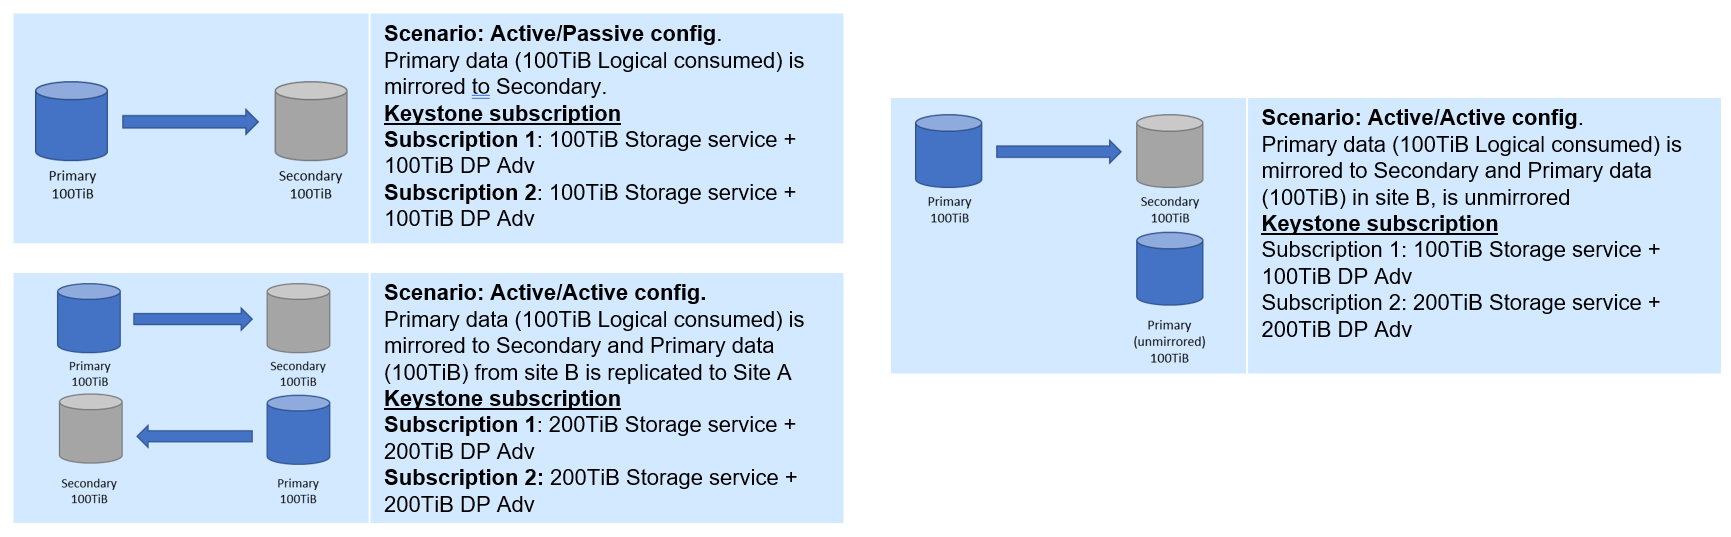 Primary
100TiB
Secondary
100TiB
Scenario: Active/Passive config.
Primary data (100TiB Logical consumed) is
mirrored to Secondary.
Keystone subscription
Subscription 1: 100TiB Storage service +
100TiB DP Adv
Subscription 2: 100TiB Storage service +
100TiB DP Adv
Primary
100TiB
Secondary
100TiB
Secondary
100TiB
Primary
100TiB
Scenario: Active/Active config.
Primary data (100TiB Logical consumed) is
mirrored to Secondary and Primary data
(100TiB) from site B is replicated to Site A
Keystone subscription
Subscription 1: 200TiB Storage service +
200TiB DP Adv
Subscription 2: 200TiB Storage service +
200TiB DP Adv
Primary
100TiB
Secondary
100TiB
Primary
(unmirrored)
100TiB
Scenario: Active/Active config.
Primary data (100TiB Logical consumed) is
mirrored to Secondary and Primary data
(100TiB) in site B, is unmirrored
Keystone subscription
Subscription 1: 100TiB Storage service +
100TiB DP Adv
Subscription 2: 200TiB Storage service +
200TiB DP Adv